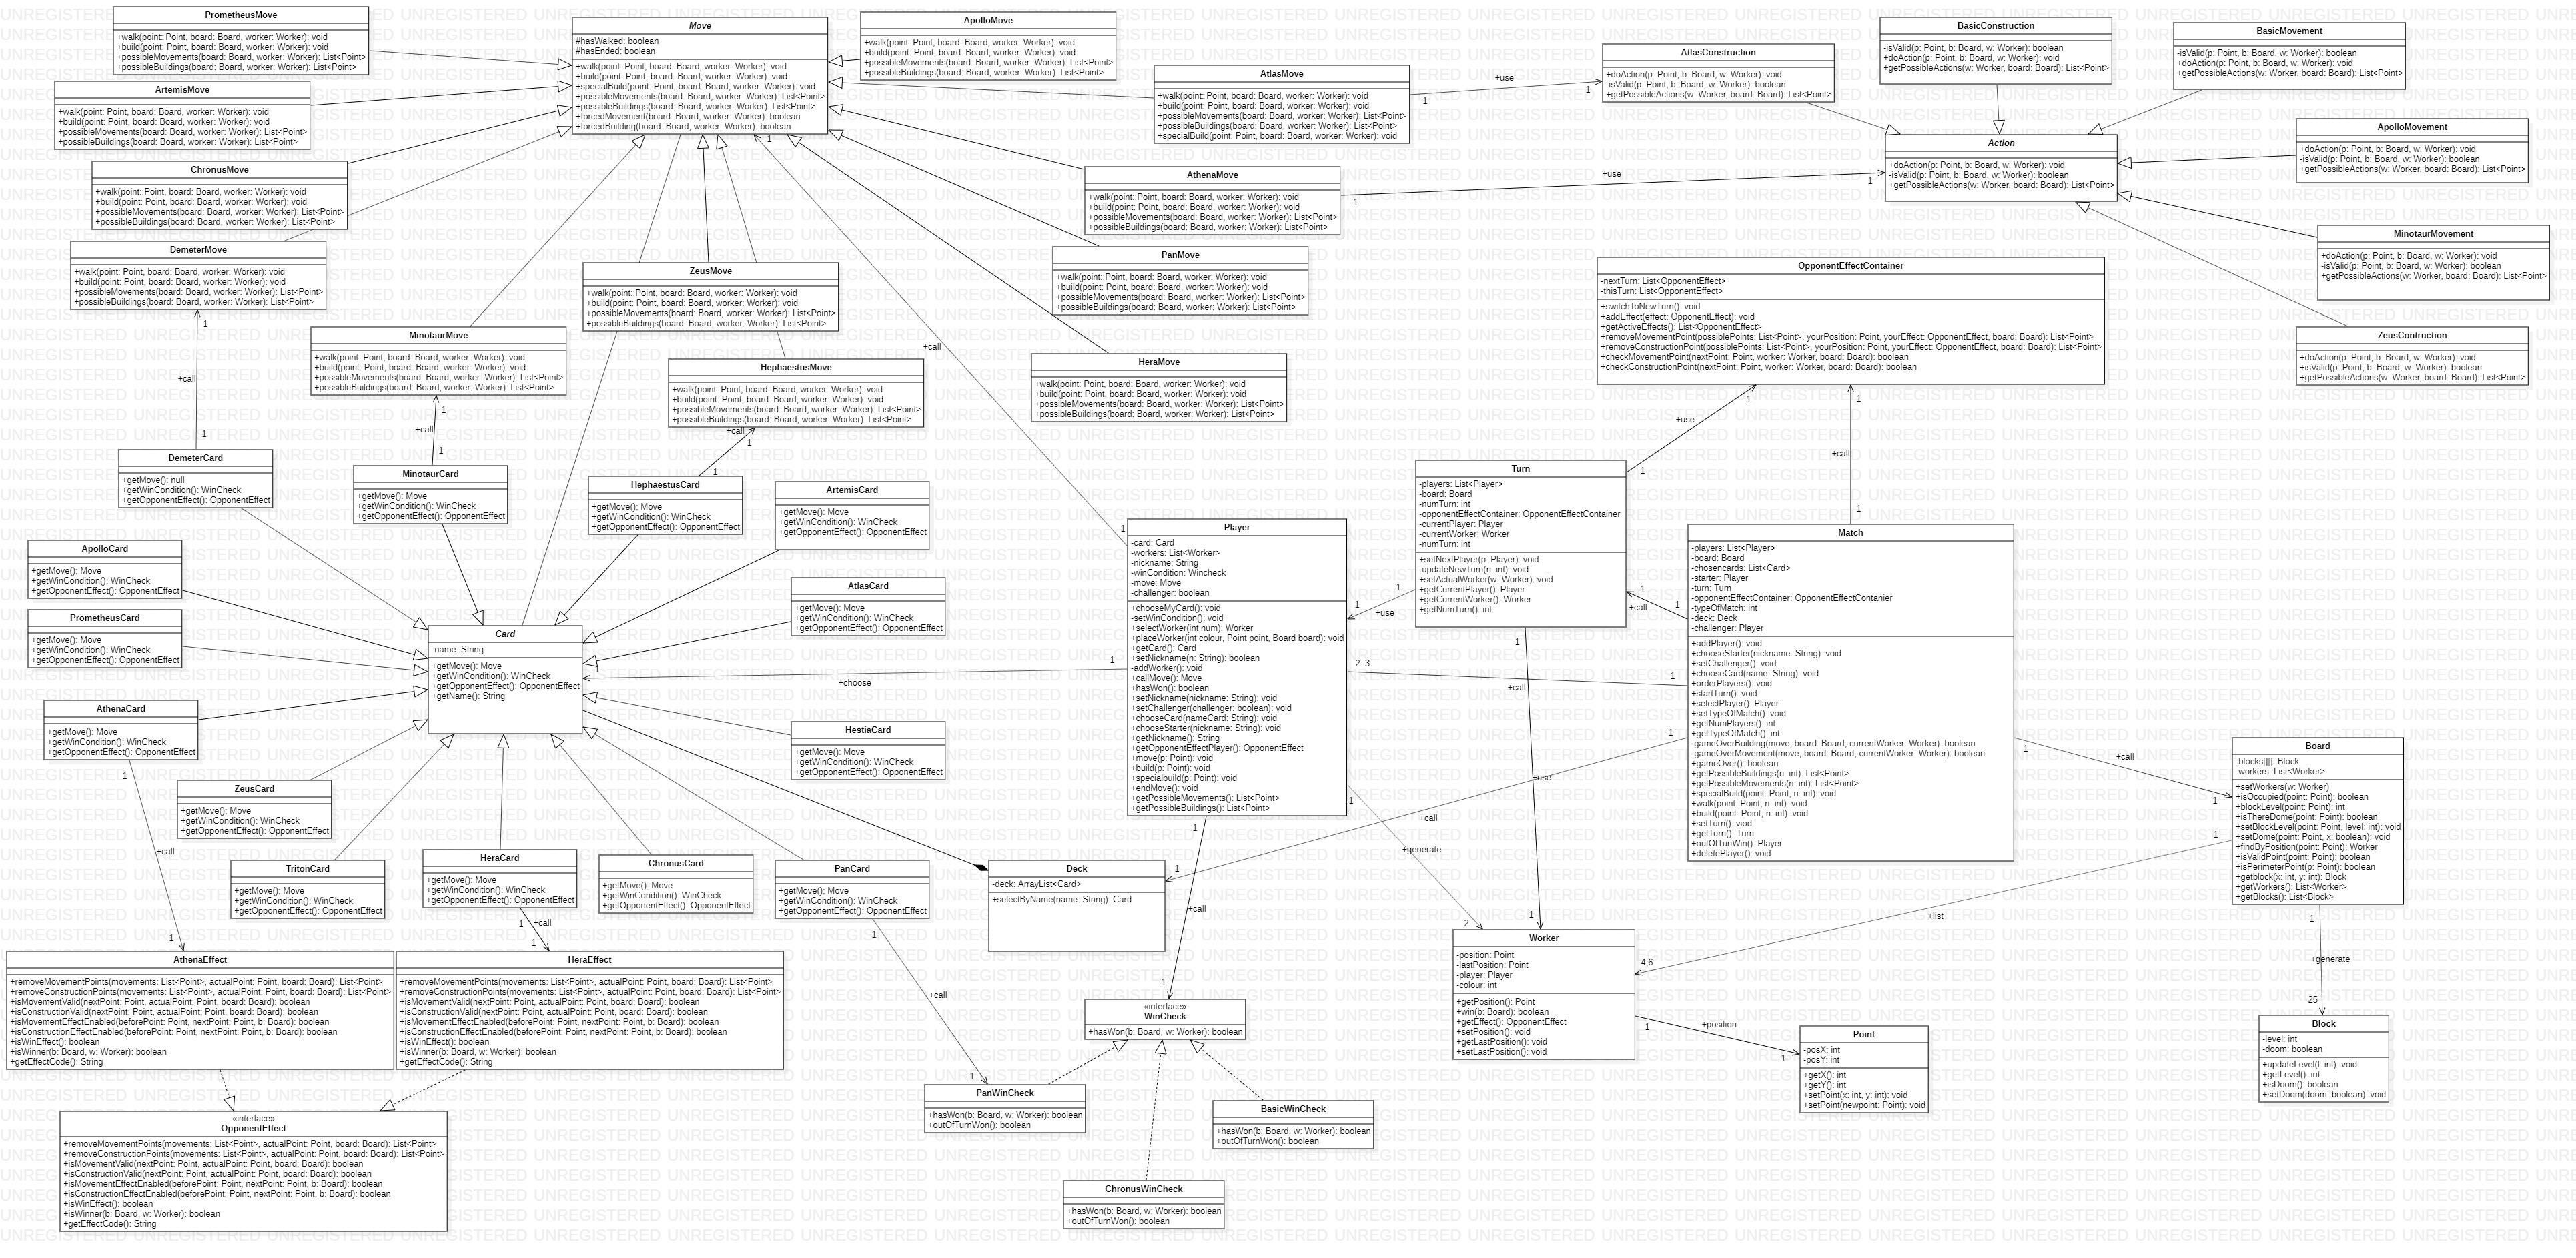 PrometheusMove
+walk(point: Point, board: Board, worker: Worker): void
+build(point: Point, board: Board, worker: Worker): void
+possibleMovements(board: Board, worker: Worker): List<Point>
+possibleBuildings(board: Board, worker: Worker): List<Point>
ArtemisMove
+walk(point: Point, board: Board, worker: Worker): void
+build(point: Point, board: Board, worker: Worker): void
+possibleMovements(board: Board, worker: Worker): List<Point>
+possibleBuildings(board: Board, worker: Worker): List<Point>
ChronusMove
+walk(point: Point, board: Board, worker: Worker): void
+build(point: Point, board: Board, worker: Worker): void
+possibleMovements(board: Board, worker: Worker): List<Point>
+possibleBuildings(board: Board, worker: Worker): List<Point>
DemeterMove
+walk(point: Point, board: Board, worker: Worker): void
+build(point: Point, board: Board, worker: Worker): void
+possibleMovements(board: Board, worker: Worker): List<Point>
+possibleBuildings(board: Board, worker: Worker): List<Point>
MinotaurMove
+walk(point: Point, board: Board, worker: Worker): void
+build(point: Point, board: Board, worker: Worker): void
+possibleMovements(board: Board, worker: Worker): List<Point>
+possibleBuildings(board: Board, worker: Worker): List<Point>
Move
#hasWalked: boolean
#hasEnded: boolean
+walk(point: Point, board: Board, worker: Worker): void
+build(point: Point, board: Board, worker: Worker): void
+specialBuild(point: Point, board: Board, worker: Worker): void
+possibleMovements(board: Board, worker: Worker): List<Point>
+possibleBuildings(board: Board, worker: Worker): List<Point>
+forcedMovement(board: Board, worker: Worker): boolean
+forcedBuilding(board: Board, worker: Worker): boolean
ZeusMove
+walk(point: Point, board: Board, worker: Worker): void
+build(point: Point, board: Board, worker: Worker): void
+possibleMovements(board: Board, worker: Worker): List<Point>
+possibleBuildings(board: Board, worker: Worker): List<Point>
HephaestusMove
+walk(point: Point, board: Board, worker: Worker): void
+build(point: Point, board: Board, worker: Worker): void
+possibleMovements(board: Board, worker: Worker): List<Point>
+possibleBuildings(board: Board, worker: Worker): List<Point>
ApolloMove
+walk(point: Point, board: Board, worker: Worker): void
+build(point: Point, board: Board, worker: Worker): void
+possibleMovements(board: Board, worker: Worker): List<Point>
+possibleBuildings(board: Board, worker: Worker): List<Point>
AtlasMove
+walk(point: Point, board: Board, worker: Worker): void
+build(point: Point, board: Board, worker: Worker): void
+possibleMovements(board: Board, worker: Worker): List<Point>
+possibleBuildings(board: Board, worker: Worker): List<Point>
+specialBuild(point: Point, board: Board, worker: Worker): void
AthenaMove
+walk(point: Point, board: Board, worker: Worker): void
+build(point: Point, board: Board, worker: Worker): void
+possibleMovements(board: Board, worker: Worker): List<Point>
+possibleBuildings(board: Board, worker: Worker): List<Point>
PanMove
+walk(point: Point, board: Board, worker: Worker): void
+build(point: Point, board: Board, worker: Worker): void
+possibleMovements(board: Board, worker: Worker): List<Point>
+possibleBuildings(board: Board, worker: Worker): List<Point>
HeraMove
+walk(point: Point, board: Board, worker: Worker): void
+build(point: Point, board: Board, worker: Worker): void
+possibleMovements(board: Board, worker: Worker): List<Point>
+possibleBuildings(board: Board, worker: Worker): List<Point>
AtlasConstruction
+doAction(p: Point, b: Board, w: Worker): void
-isValid(p: Point, b: Board, w: Worker): boolean
+getPossibleActions(w: Worker, board: Board): List<Point>
BasicConstruction
-isValid(p: Point, b: Board, w: Worker): boolean
+doAction(p: Point, b: Board, w: Worker): void
+getPossibleActions(w: Worker, board: Board): List<Point>
BasicMovement
-isValid(p: Point, b: Board, w: Worker): boolean
+doAction(p: Point, b: Board, w: Worker): void
+getPossibleActions(w: Worker, board: Board): List<Point>
Action
+doAction(p: Point, b: Board, w: Worker): void
-isValid(p: Point, b: Board, w: Worker): boolean
+getPossibleActions(w: Worker, board: Board): List<Point>
ApolloMovement
+doAction(p: Point, b: Board, w: Worker): void
-isValid(p: Point, b: Board, w: Worker): boolean
+getPossibleActions(w: Worker, board: Board): List<Point>
MinotaurMovement
+doAction(p: Point, b: Board, w: Worker): void
-isValid(p: Point, b: Board, w: Worker): boolean
+getPossibleActions(w: Worker, board: Board): List<Point>
ZeusContruction
+doAction(p: Point, b: Board, w: Worker): void
+isValid(p: Point, b: Board, w: Worker): boolean
+getPossibleActions(w: Worker, board: Board): List<Point>
OpponentEffectContainer
-nextTurn: List<OpponentEffect>
-thisTurn: List<OpponentEffect>
+switchToNewTurn(): void
+addEffect(effect: OpponentEffect): void
+getActiveEffects(): List<OpponentEffect>
+removeMovementPoint(possiblePoints: List<Point>, yourPosition: Point, yourEffect: OpponentEffect, board: Board): List<Point>
+removeConstructionPoint(possiblePoints: List<Point>, yourPosition: Point, yourEffect: OpponentEffect, board: Board): List<Point>
+checkMovementPoint(nextPoint: Point, worker: Worker, board: Board): boolean
+checkConstructionPoint(nextPoint: Point, worker: Worker, board: Board): boolean
DemeterCard
+getMove(): null
+getWinCondition(): WinCheck
+getOpponentEffect(): OpponentEffect
MinotaurCard
+getMove(): Move
+getWinCondition(): WinCheck
+getOpponentEffect(): OpponentEffect
HephaestusCard
+getMove(): Move
+getWinCondition(): WinCheck
+getOpponentEffect(): OpponentEffect
ArtemisCard
+getMove(): Move
+getWinCondition(): WinCheck
+getOpponentEffect(): OpponentEffect
ApolloCard
+getMove(): Move
+getWinCondition(): WinCheck
+getOpponentEffect(): OpponentEffect
PrometheusCard
+getMove(): Move
+getWinCondition(): WinCheck
+getOpponentEffect(): OpponentEffect
AtlasCard
+getMove(): Move
+getWinCondition(): WinCheck
+getOpponentEffect(): OpponentEffect
Card
-name: String
+getMove(): Move
+getWinCondition(): WinCheck
+getOpponentEffect(): OpponentEffect
+getName(): String
AthenaCard
+getMove(): Move
+getWinCondition(): WinCheck
+getOpponentEffect(): OpponentEffect
HestiaCard
+getMove(): Move
+getWinCondition(): WinCheck
+getOpponentEffect(): OpponentEffect
ZeusCard
+getMove(): Move
+getWinCondition(): WinCheck
+getOpponentEffect(): OpponentEffect
TritonCard
+getMove(): Move
+getWinCondition(): WinCheck
+getOpponentEffect(): OpponentEffect
HeraCard
+getMove(): Move
+getWinCondition(): WinCheck
+getOpponentEffect(): OpponentEffect
ChronusCard
+getMove(): Move
+getWinCondition(): WinCheck
+getOpponentEffect(): OpponentEffect
PanCard
+getMove(): Move
+getWinCondition(): WinCheck
+getOpponentEffect(): OpponentEffect
Deck
-deck: ArrayList<Card>
+selectByName(name: String): Card
Player
-card: Card
-workers: List<Worker>
-nickname: String
-winCondition: Wincheck
-move: Move
-challenger: boolean
+chooseMyCard(): void
-setWinCondition(): void
+selectWorker(int num): Worker
+placeWorker(int colour, Point point, Board board): void
+getCard(): Card
+setNickname(n: String): boolean
-addWorker(): void
+callMove(): Move
+hasWon(): boolean
+setNickname(nickname: String): void
+setChallenger(challenger: boolean): void
+chooseCard(nameCard: String): void
+chooseStarter(nickname: String): void
+getNickname(): String
+getOpponentEffectPlayer(): OpponentEffect
+move(p: Point): void
+build(p: Point): void
+specialbuild(p: Point): void
+endMove(): void
+getPossibleMovements(): List<Point>
+getPossibleBuildings(): List<Point>
Turn
-players: List<Player>
-board: Board
-numTurn: int
-opponentEffectContainer: OpponentEffectContainer
-currentPlayer: Player
-currentWorker: Worker
-numTurn: int
+setNextPlayer(p: Player): void
-updateNewTurn(n: int): void
+setActualWorker(w: Worker): void
+getCurrentPlayer(): Player
+getCurrentWorker(): Worker
+getNumTurn(): int
Match
-players: List<Player>
-board: Board
-chosencards: List<Card>
-starter: Player
-turn: Turn
-opponentEffectContainer: OpponentEffectContanier
-typeOfMatch: int
-deck: Deck
-challenger: Player
+addPlayer(): void
+chooseStarter(nickname: String): void
+setChallenger(): void
+chooseCard(name: String): void
+orderPlayers(): void
+startTurn(): void
+selectPlayer(): Player
+setTypeOfMatch(): void
+getNumPlayers(): int
+getTypeOfMatch(): int
-gameOverBuilding(move, board: Board, currentWorker: Worker): boolean
-gameOverMovement(move, board: Board, currentWorker: Worker): boolean
+gameOver(): boolean
+getPossibleBuildings(n: int): List<Point>
+getPossibleMovements(n: int): List<Point>
+specialBuild(point: Point, n: int): void
+walk(point: Point, n: int): void
+build(point: Point, n: int): void
+setTurn(): viod
+getTurn(): Turn
+outOfTunWin(): Player
+deletePlayer(): void
Board
-blocks[][]: Block
-workers: List<Worker>
+setWorkers(w: Worker)
+isOccupied(point: Point): boolean
+blockLevel(point: Point): int
+isThereDome(point: Point): boolean
+setBlockLevel(point: Point, level: int): void
+setDome(point: Point, x: boolean): void
+findByPosition(point: Point): Worker
+isValidPoint(point: Point): boolean
+isPerimeterPoint(p: Point): boolean
+getblock(x: int, y: int): Block
+getWorkers(): List<Worker>
+getBlocks(): List<Block>
AthenaEffect
+removeMovementPoints(movements: List<Point>, actualPoint: Point, board: Board): List<Point>
+removeConstructionPoints(movements: List<Point>, actualPoint: Point, board: Board): List<Point>
+isMovementValid(nextPoint: Point, actualPoint: Point, board: Board): boolean
+isConstructionValid(nextPoint: Point, actualPoint: Point, board: Board): boolean
+isMovementEffectEnabled(beforePoint: Point, nextPoint: Point, b: Board): boolean
+isConstructionEffectEnabled(beforePoint: Point, nextPoint: Point, b: Board): boolean
+isWinEffect(): boolean
+isWinner(b: Board, w: Worker): boolean
+getEffectCode(): String
HeraEffect
+removeMovementPoints(movements: List<Point>, actualPoint: Point, board: Board): List<Point>
+removeConstructionPoints(movements: List<Point>, actualPoint: Point, board: Board): List<Point>
+isMovementValid(nextPoint: Point, actualPoint: Point, board: Board): boolean
+isConstructionValid(nextPoint: Point, actualPoint: Point, board: Board): boolean
+isMovementEffectEnabled(beforePoint: Point, nextPoint: Point, b: Board): boolean
+isConstructionEffectEnabled(beforePoint: Point, nextPoint: Point, b: Board): boolean
+isWinEffect(): boolean
+isWinner(b: Board, w: Worker): boolean
+getEffectCode(): String
«interface»
OpponentEffect
+removeMovementPoints(movements: List<Point>, actualPoint: Point, board: Board): List<Point>
+removeConstructionPoints(movements: List<Point>, actualPoint: Point, board: Board): List<Point>
+isMovementValid(nextPoint: Point, actualPoint: Point, board: Board): boolean
+isConstructionValid(nextPoint: Point, actualPoint: Point, board: Board): boolean
+isMovementEffectEnabled(beforePoint: Point, nextPoint: Point, b: Board): boolean
+isConstructionEffectEnabled(beforePoint: Point, nextPoint: Point, b: Board): boolean
+isWinEffect(): boolean
+isWinner(b: Board, w: Worker): boolean
+getEffectCode(): String
«interface»
WinCheck
+hasWon(b: Board, w: Worker): boolean
PanWinCheck
+hasWon(b: Board, w: Worker): boolean
+outOfTurnWon(): boolean
BasicWinCheck
+hasWon(b: Board, w: Worker): boolean
+outOfTurnWon(): boolean
ChronusWinCheck
+hasWon(b: Board, w: Worker): boolean
+outOfTurnWon(): boolean
Worker
-position: Point
-lastPosition: Point
-player: Player
-colour: int
+getPosition(): Point
+win(b: Board): boolean
+getEffect(): OpponentEffect
+setPosition(): void
+getLastPosition(): void
+setLastPosition(): void
Point
-posX: int
-posY: int
+getX(): int
+getY(): int
+setPoint(x: int, y: int): void
+setPoint(newpoint: Point): void
Block
-level: int
-doom: boolean
+updateLevel(l: int): void
+getLevel(): int
+isDoom(): boolean
+setDoom(doom: boolean): void
+use
+use
+call
+call
+call
+call
+use
+call
+choose
+use
+call
+call
+use
+call
+call
+generate
+call
+call
+call
+call
+list
+position
+generate
2..3
4,6
25
2